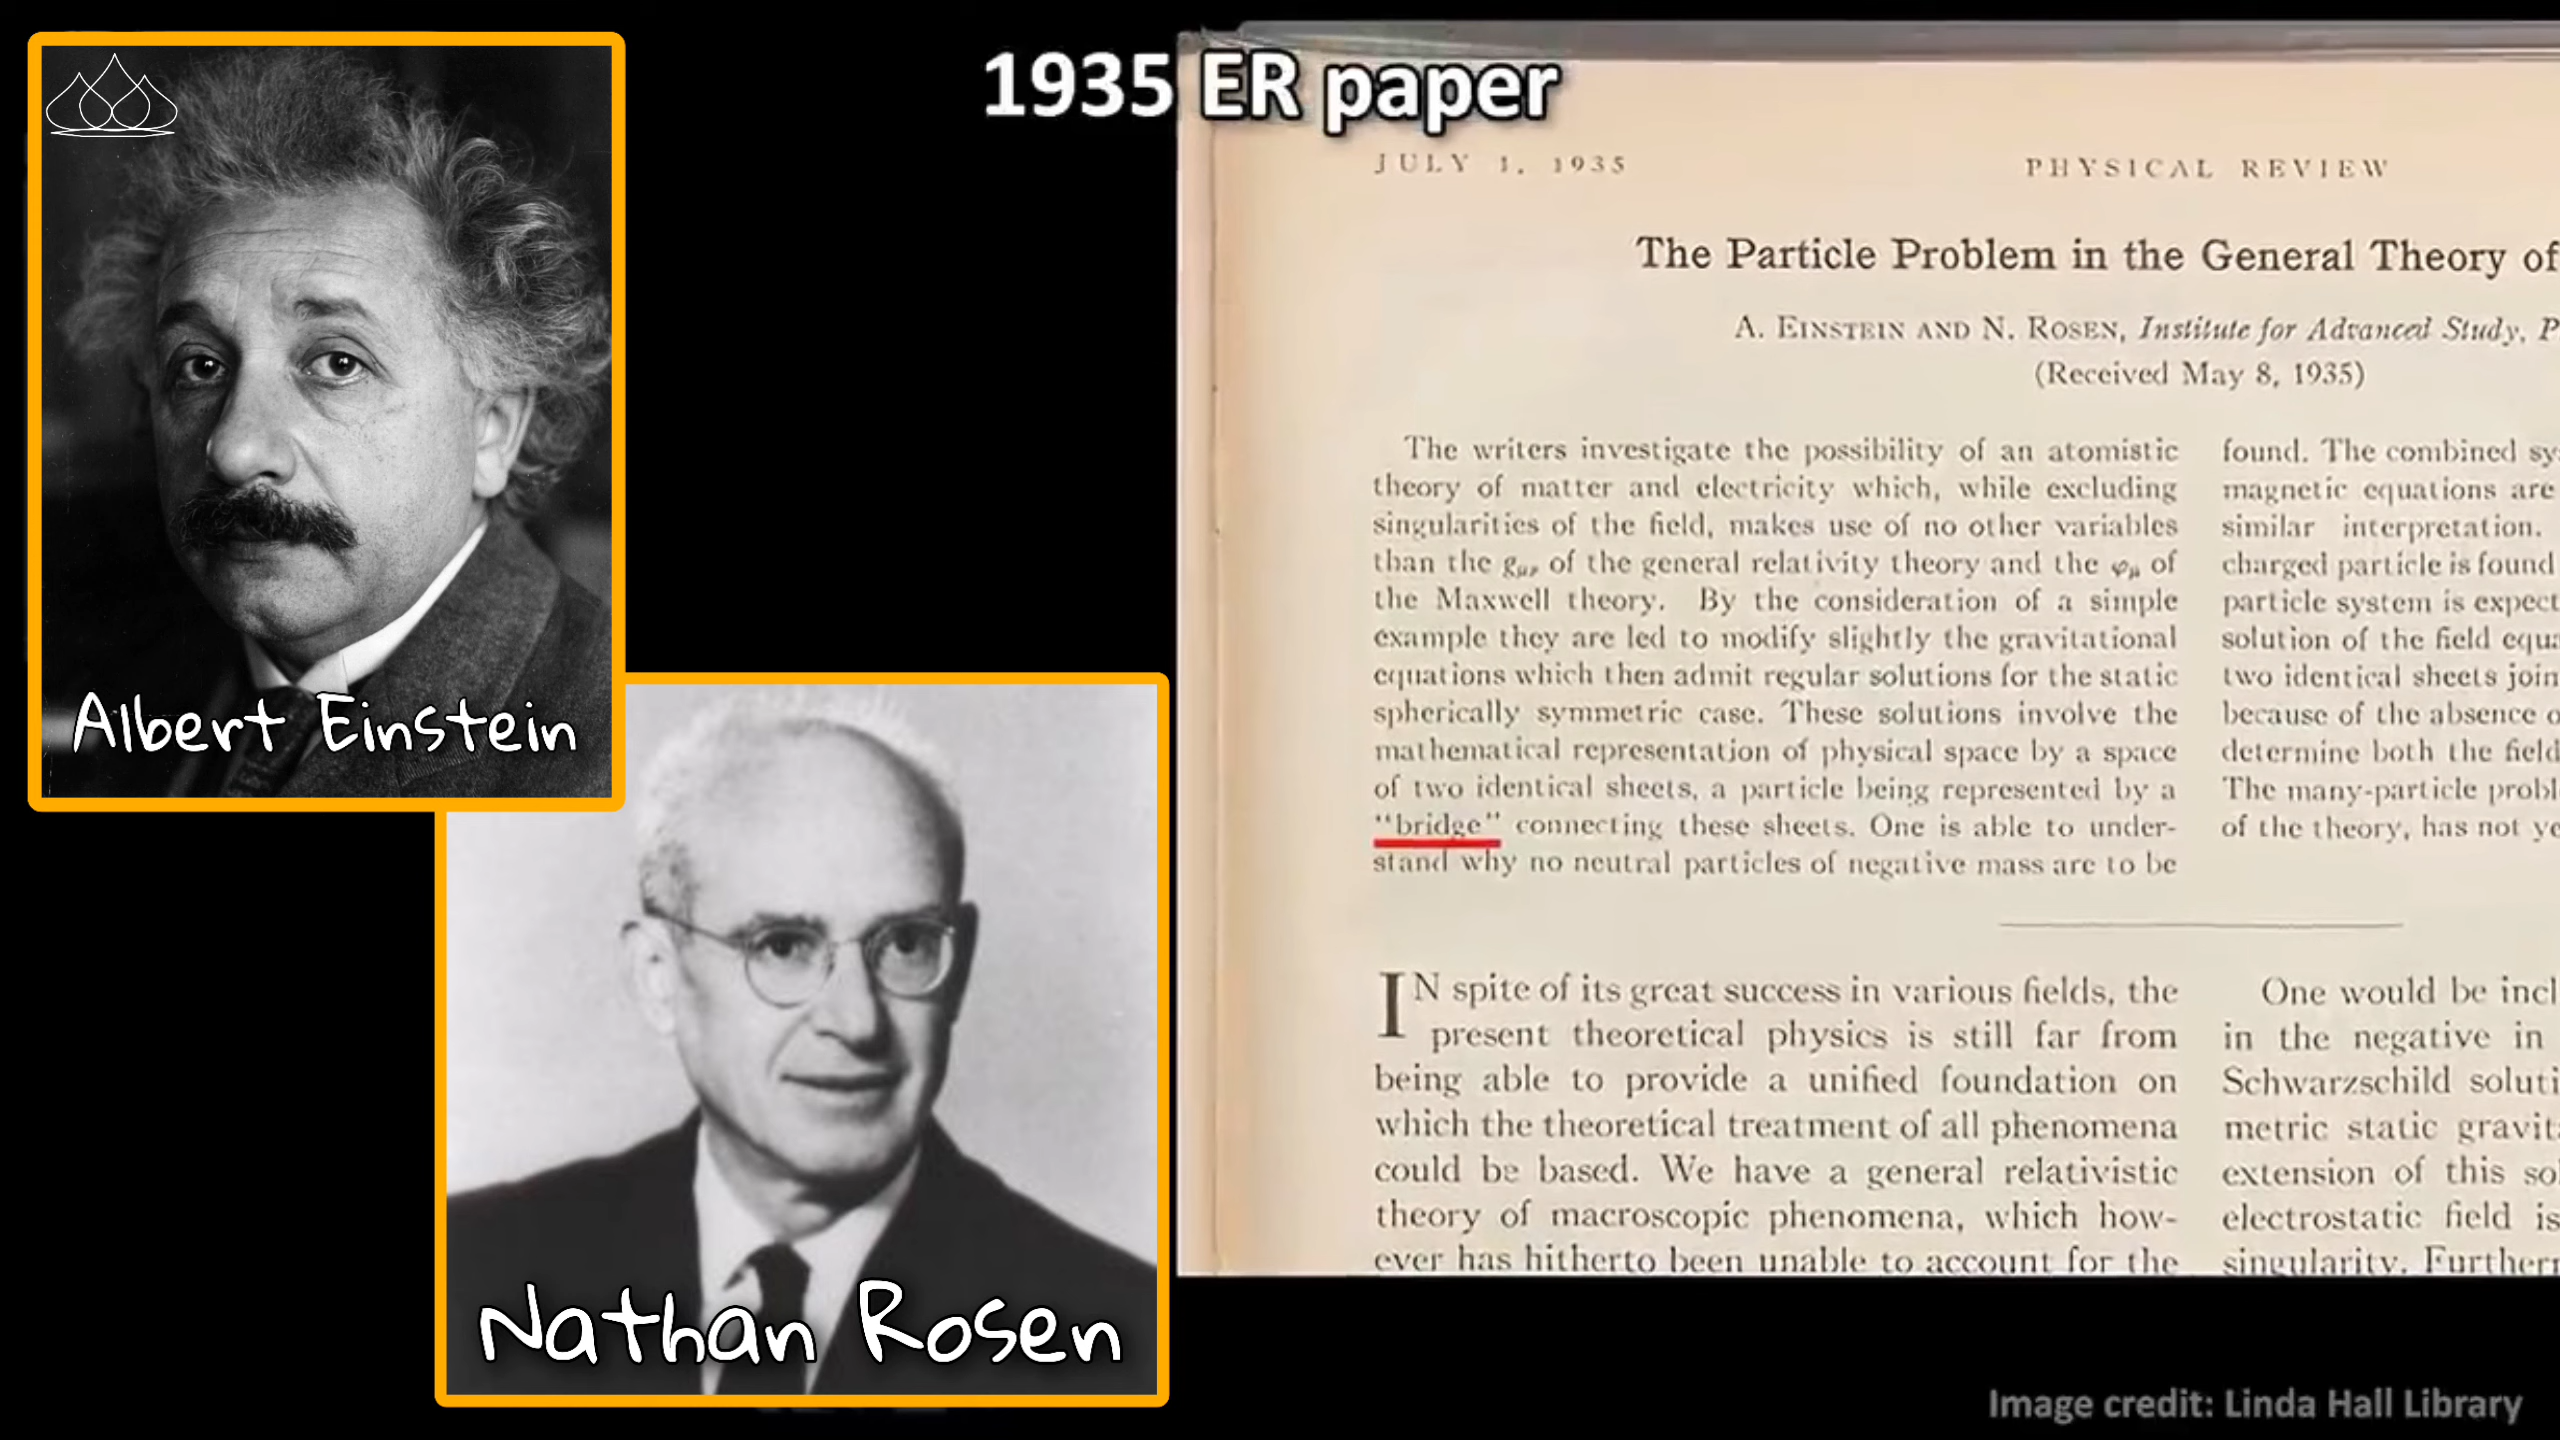 1935 ER paper
Albert Einstein
Nathan Rosen
JULY 1, 1935
PHYSICAL REVIEW
The Particle Problem in the General Theory of
A. EINSTEIN AND N. ROSEN, Institute for Advanced Study, P
(Received May 8, 1935)
The writers investigate the possibility of an atomistic
theory of matter and electricity which, while excluding
singularities of the field, makes use of no other variables
than the gμν of the general relativity theory and the φμ of
the Maxwell theory. By the consideration of a simple
example they are led to modify slightly the gravitational
equations which then admit regular solutions for the static
spherically symmetric case. These solutions involve the
mathematical representation of physical space by a space
of two identical sheets, a particle being represented by a
"bridge" connecting these sheets. One is able to under-
stand why no neutral particles of negative mass are to be
found. The combined sy
magnetic equations are
similar interpretation.
charged particle is found
particle system is expect
solution of the field equ
two identical sheets join
because of the absence o
determine both the field
The many-particle probl
of the theory, has not ye
IN spite of its great success in various fields, the
present theoretical physics is still far from
being able to provide a unified foundation on
which the theoretical treatment of all phenomena
could be based. We have a general relativistic
theory of macroscopic phenomena, which how-
ever has hitherto been unable to account for the
One would be incl
in the negative in
Schwarzschild soluti
metric static gravit
extension of this so
electrostatic field is
singularity. Further
Image credit: Linda Hall Library